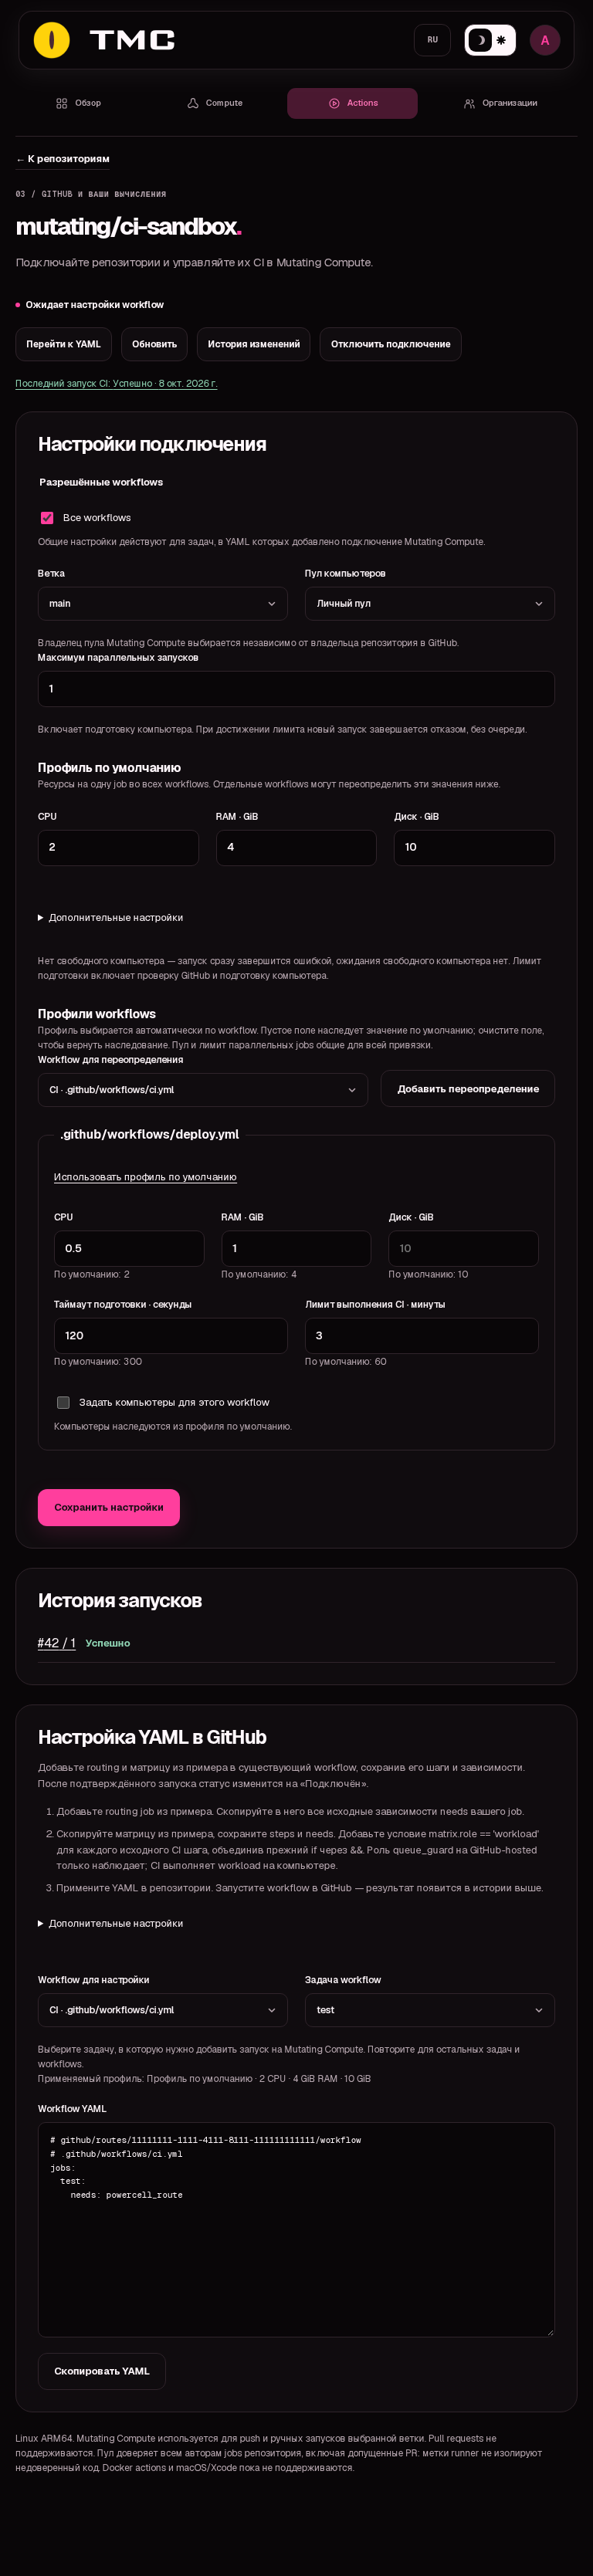 TMC
RU
A
Обзор
Compute
Actions
Организации
← К репозиториям
03 / GITHUB И ВАШИ ВЫЧИСЛЕНИЯ
mutating/ci-sandbox.
Подключайте репозитории и управляйте их CI в Mutating Compute.
Ожидает настройки workflow
Перейти к YAML
Обновить
История изменений
Отключить подключение
Последний запуск CI: Успешно · 8 окт. 2026 г.
Настройки подключения
Разрешённые workflows
Все workflows
Общие настройки действуют для задач, в YAML которых добавлено подключение Mutating Compute.
Ветка
Пул компьютеров
main
Личный пул
Владелец пула Mutating Compute выбирается независимо от владельца репозитория в GitHub.
Максимум параллельных запусков
1
Включает подготовку компьютера. При достижении лимита новый запуск завершается отказом, без очереди.
Профиль по умолчанию
Ресурсы на одну job во всех workflows. Отдельные workflows могут переопределить эти значения ниже.
CPU
RAM · GiB
Диск · GiB
2
4
10
Дополнительные настройки
Нет свободного компьютера — запуск сразу завершится ошибкой, ожидания свободного компьютера нет. Лимит
подготовки включает проверку GitHub и подготовку компьютера.
Профили workflows
Профиль выбирается автоматически по workflow. Пустое поле наследует значение по умолчанию; очистите поле,
чтобы вернуть наследование. Пул и лимит параллельных jobs общие для всей привязки.
Workflow для переопределения
CI · .github/workflows/ci.yml
Добавить переопределение
.github/workflows/deploy.yml
Использовать профиль по умолчанию
CPU
RAM · GiB
Диск · GiB
0.5
1
10
По умолчанию: 2
По умолчанию: 4
По умолчанию: 10
Таймаут подготовки · секунды
Лимит выполнения CI · минуты
120
3
По умолчанию: 300
По умолчанию: 60
Задать компьютеры для этого workflow
Компьютеры наследуются из профиля по умолчанию.
Сохранить настройки
История запусков
#42 / 1
Успешно
Настройка YAML в GitHub
Добавьте routing и матрицу из примера в существующий workflow, сохранив его шаги и зависимости.
После подтверждённого запуска статус изменится на «Подключён».
1. Добавьте routing job из примера. Скопируйте в него все исходные зависимости needs вашего job.
2. Скопируйте матрицу из примера, сохраните steps и needs. Добавьте условие matrix.role == 'workload'
для каждого исходного CI шага, объединив прежний if через &&. Роль queue_guard на GitHub-hosted
только наблюдает; CI выполняет workload на компьютере.
3. Примените YAML в репозитории. Запустите workflow в GitHub — результат появится в истории выше.
Дополнительные настройки
Workflow для настройки
Задача workflow
CI · .github/workflows/ci.yml
test
Выберите задачу, в которую нужно добавить запуск на Mutating Compute. Повторите для остальных задач и
workflows.
Применяемый профиль: Профиль по умолчанию · 2 CPU · 4 GiB RAM · 10 GiB
Workflow YAML
# github/routes/11111111-1111-4111-8111-111111111111/workflow
# .github/workflows/ci.yml
jobs:
test:
needs: powercell_route
Скопировать YAML
Linux ARM64. Mutating Compute используется для push и ручных запусков выбранной ветки. Pull requests не
поддерживаются. Пул доверяет всем авторам jobs репозитория, включая допущенные PR: метки runner не изолируют
недоверенный код. Docker actions и macOS/Xcode пока не поддерживаются.